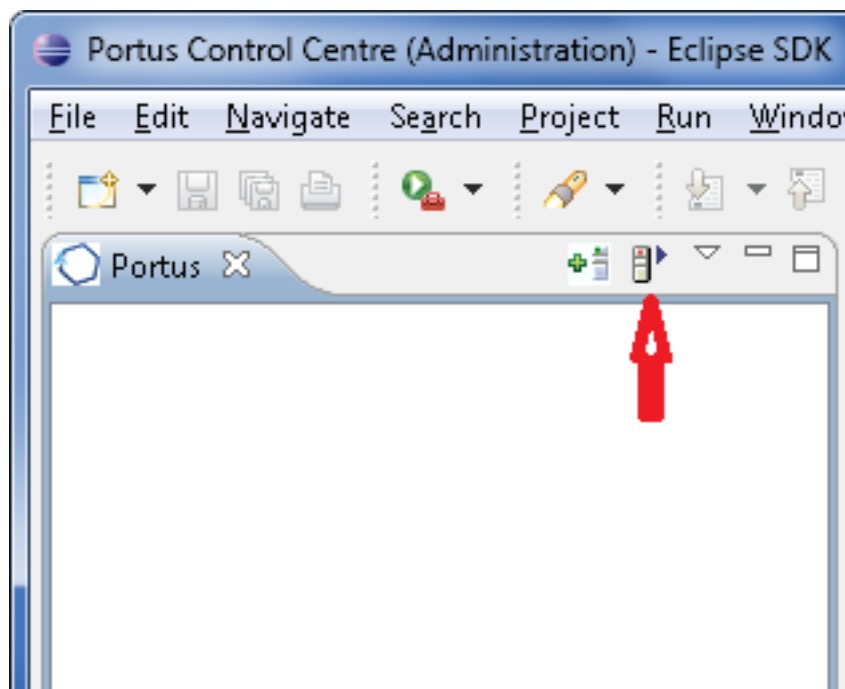 Portus Control Centre (Administration) - Eclipse SDK
File Edit Navigate Search Project Run Windo
Portus